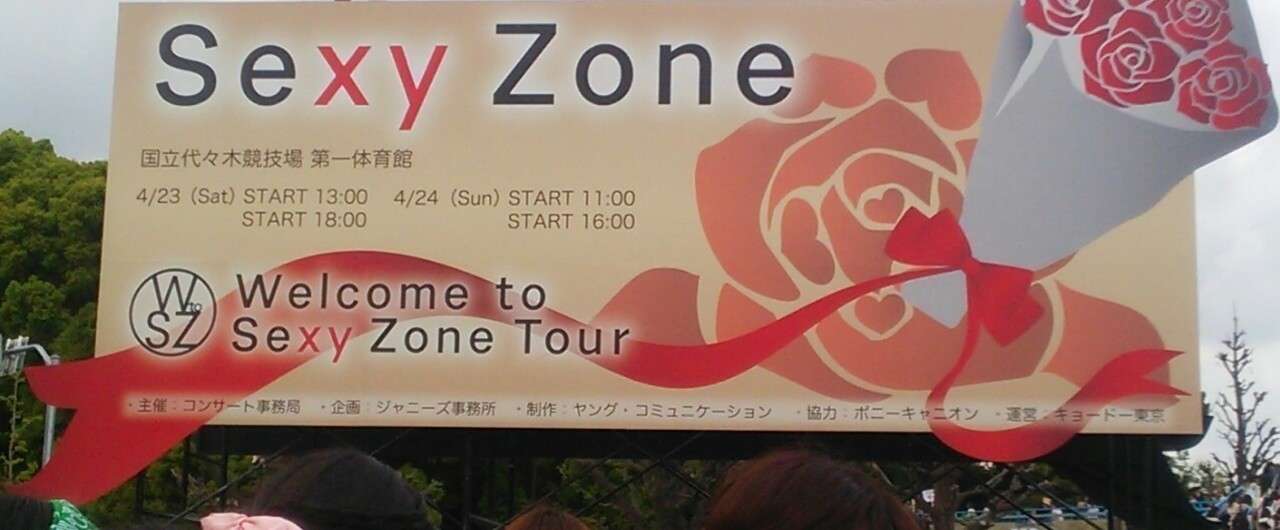 Sexy Zone
国立代々木競技場 第一体育館
4/23 (Sat) START 13:00 4/24 (Sun) START 11:00
START 18:00 START 16:00
W to SZ
Welcome to
Sexy Zone Tour
・主催：コンサート事務局 ・企画：ジャニーズ事務所 ・制作：ヤング・コミュニケーション ・協力：ポニーキャニオン ・運営：キョードー東京